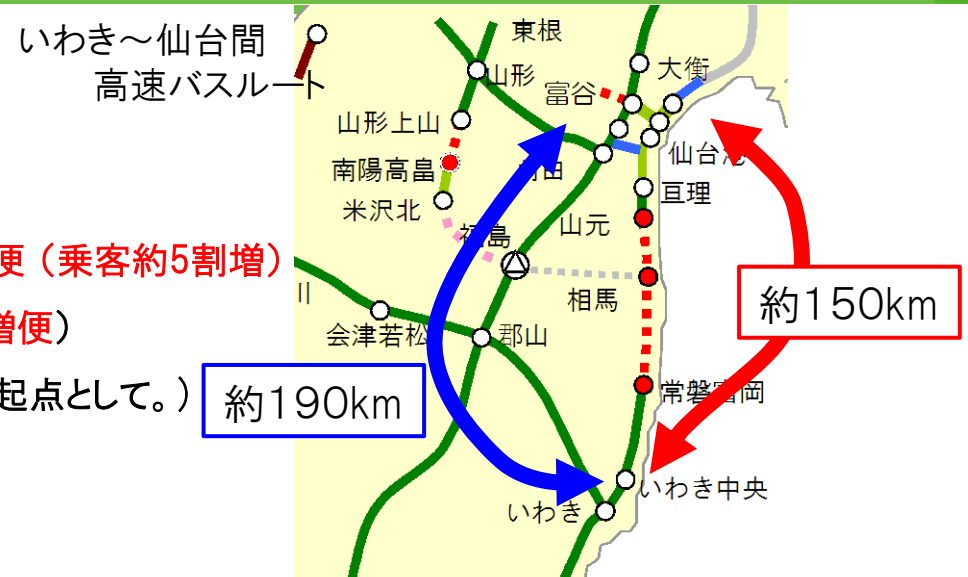 いわき～仙台間
高速バスルート
東根
山形
大衡
富谷
山形上山
仙台
南陽高畠
田
亘理
米沢北
山元
福島
便（乗客約5割増）
相馬
約150km
川
増便）
会津若松
郡山
起点として。）
約190km
常磐富岡
いわき中央
いわき